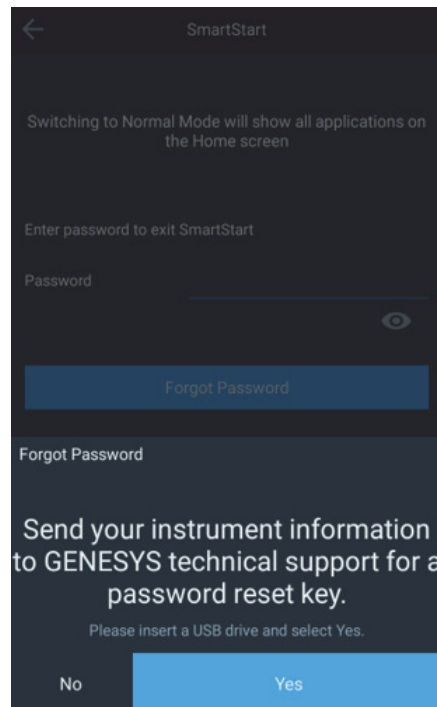 SmartStart
Switching to Normal Mode will show all applications on
the Home screen
Enter password to exit SmartStart
Password
Forgot Password
Forgot Password
Send your instrument information
to GENESYS technical support for a
password reset key.
Please insert a USB drive and select Yes.
No
Yes